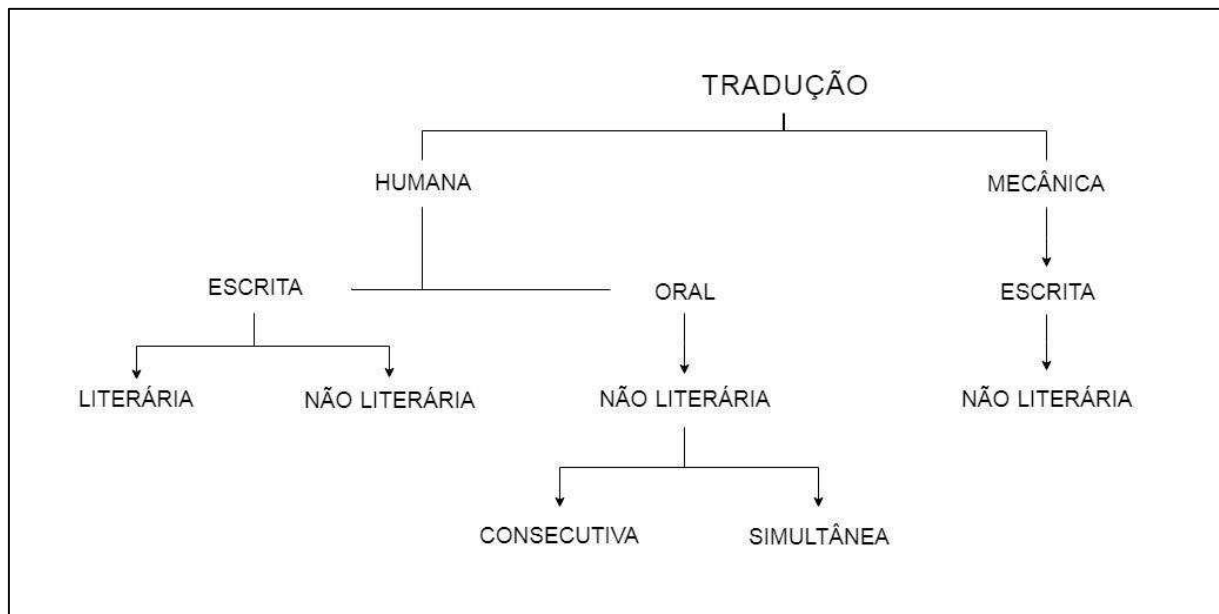 TRADUÇÃO
HUMANA
MECÂNICA
ESCRITA
ORAL
ESCRITA
LITERÁRIA
NÃO LITERÁRIA
NÃO LITERÁRIA
NÃO LITERÁRIA
CONSECUTIVA
SIMULTÂNEA